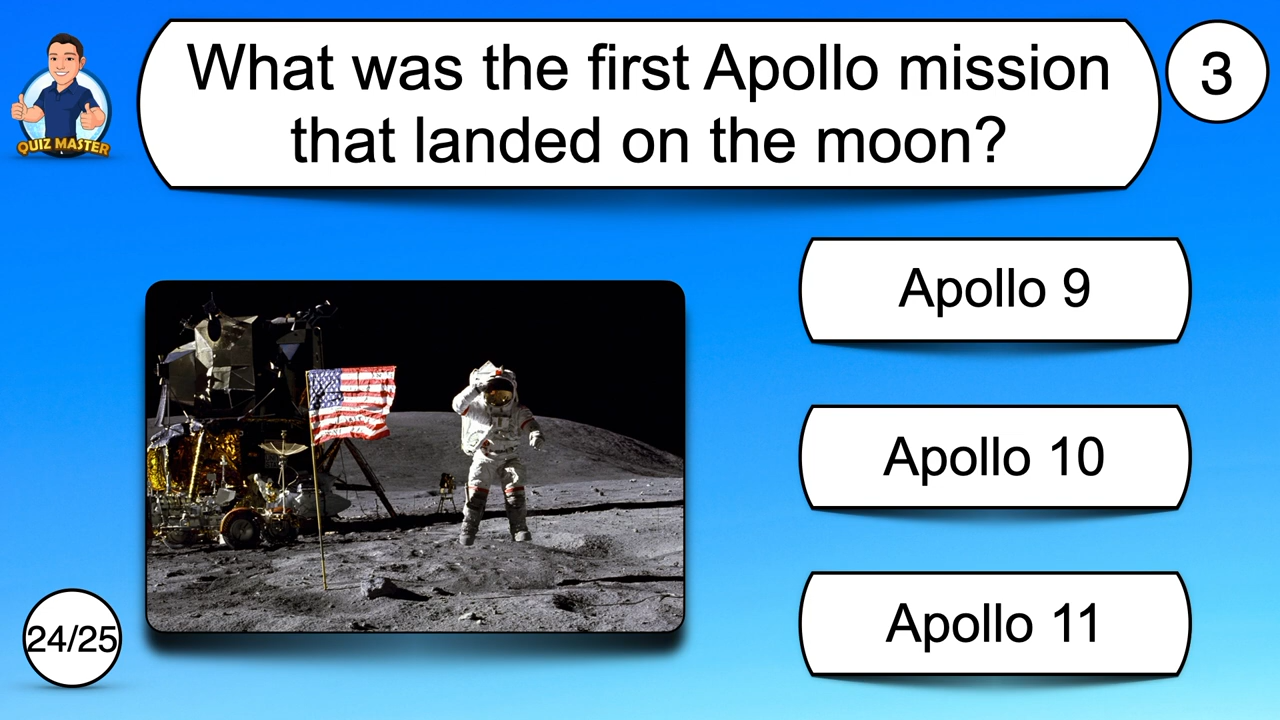 What was the first Apollo mission
that landed on the moon?
3
QUIZ MASTER
Apollo 9
Apollo 10
Apollo 11
24/25